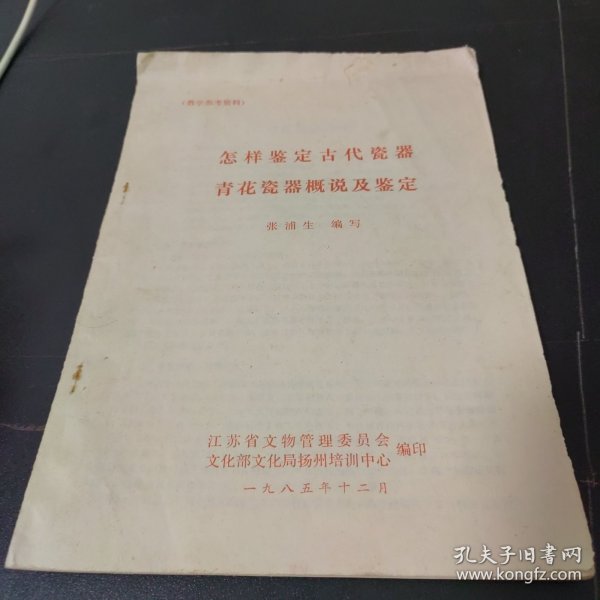 （教学参考资料）
怎样鉴定古代瓷器
青花瓷器概说及鉴定
张浦生 编写
江苏省文物管理委员会
文化部文化局扬州培训中心 编印
一九八五年十二月
孔夫子旧书网
www.kongfz.com